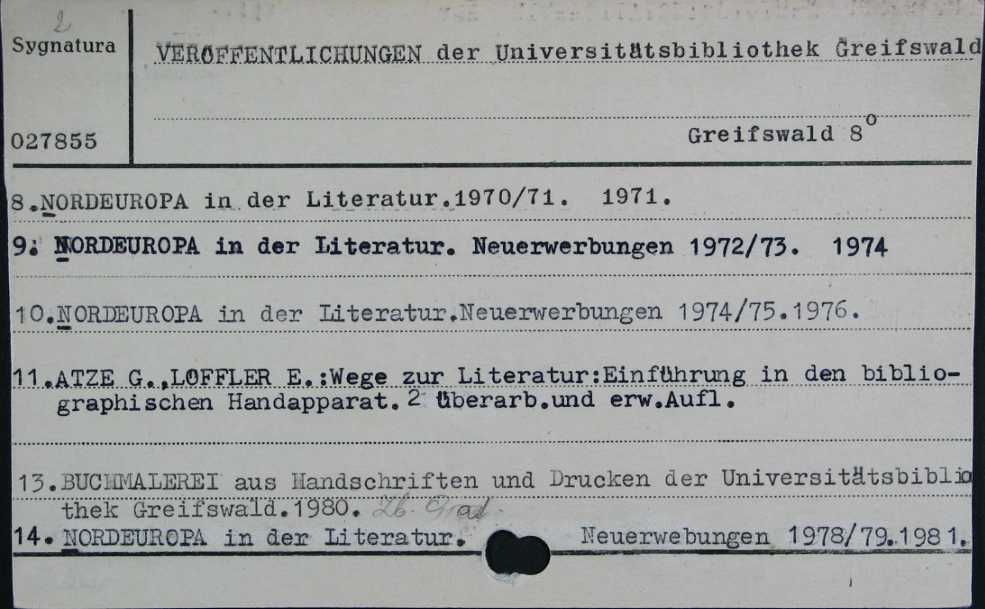 2
Sygnatura
VERÖFFENTLICHUNGEN der Universitätsbibliothek Greifswald
027855
Greifswald 8°
8.NORDEUROPA in der Literatur.1970/71. 1971.
9. NORDEUROPA in der Literatur. Neuerwerbungen 1972/73. 1974
10.NORDEUROPA in der Literatur.Neuerwerbungen 1974/75.1976.
11.ATZE G.,LÖFFLER E.:Wege zur Literatur:Einführung in den biblio-
graphischen Handapparat. 2 überarb.und erw.Aufl.
13.BUCHMALEREI aus Handschriften und Drucken der Universitätsbiblio
thek Greifswald.1980. Zb. Graf.
14. NORDEUROPA in der Literatur. Neuerwebungen 1978/79.1981.